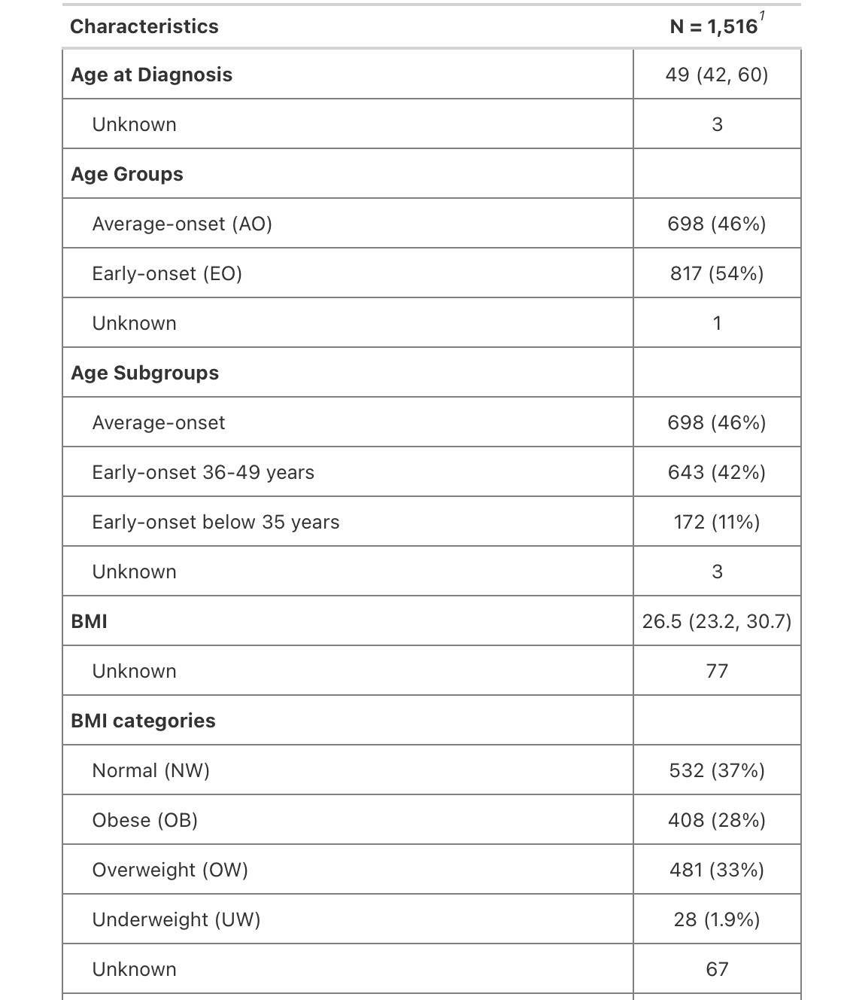 Characteristics N = 1,516¹
Age at Diagnosis 49 (42, 60)
Unknown 3
Age Groups
Average-onset (AO) 698 (46%)
Early-onset (EO) 817 (54%)
Unknown 1
Age Subgroups
Average-onset 698 (46%)
Early-onset 36-49 years 643 (42%)
Early-onset below 35 years 172 (11%)
Unknown 3
BMI 26.5 (23.2, 30.7)
Unknown 77
BMI categories
Normal (NW) 532 (37%)
Obese (OB) 408 (28%)
Overweight (OW) 481 (33%)
Underweight (UW) 28 (1.9%)
Unknown 67